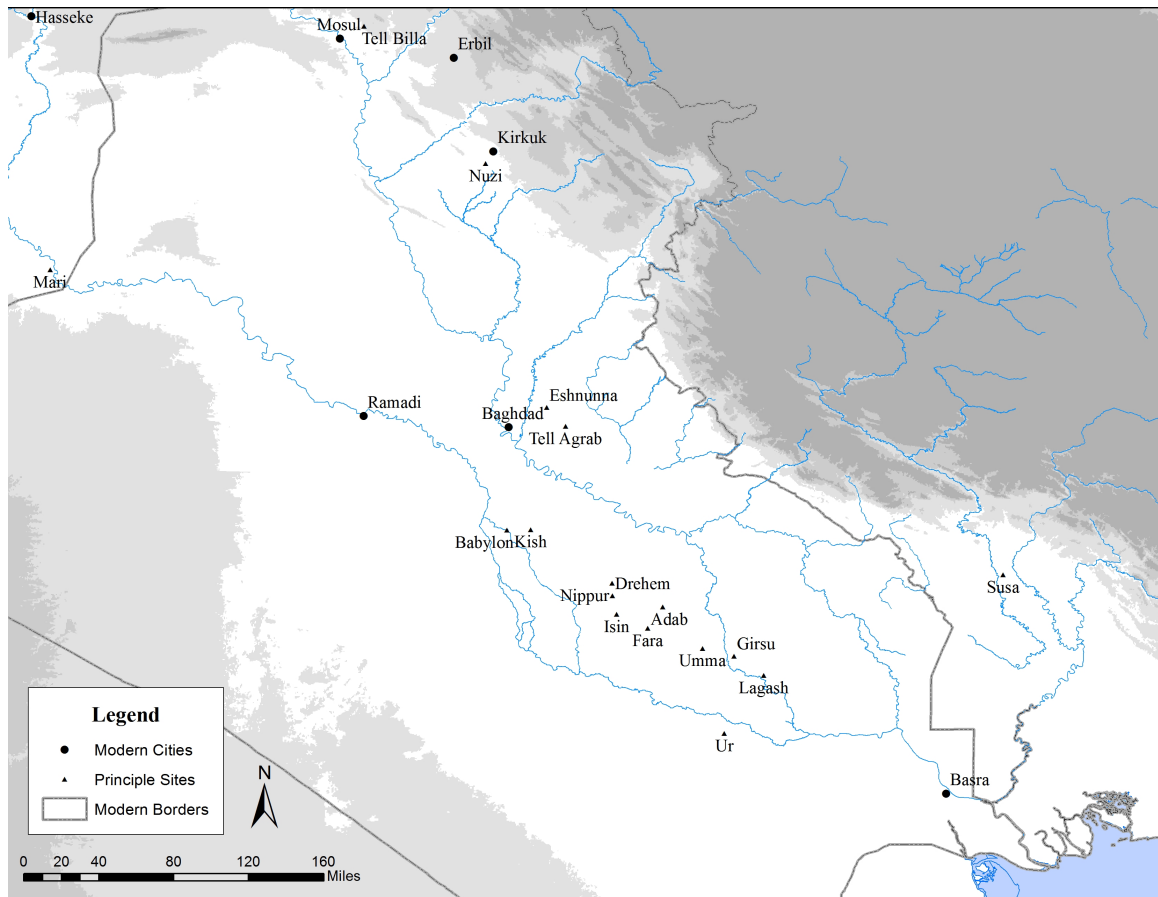 Hasseke
Mosul
Tell Billa
Erbil
Kirkuk
Nuzi
Mari
Ramadi
Eshnunna
Baghdad
Tell Agrab
Babylon
Kish
Drehem
Nippur
Susa
Adab
Isin
Fara
Girsu
Umma
Lagash
Ur
Basra
Legend
Modern Cities
Principle Sites
Modern Borders
N
0 20 40 80 120 160
Miles